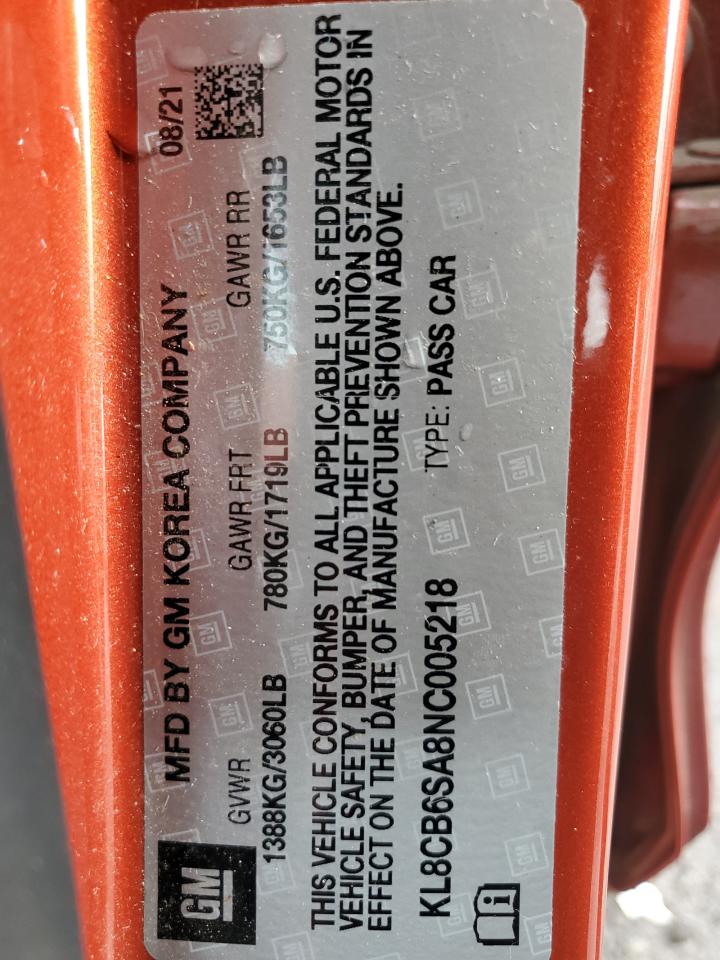 GM
MFD BY GM KOREA COMPANY 08/21
GVWR GAWR FRT GAWR RR
1388KG/3060LB 780KG/1719LB 750KG/1653LB
THIS VEHICLE CONFORMS TO ALL APPLICABLE U.S. FEDERAL MOTOR
VEHICLE SAFETY, BUMPER, AND THEFT PREVENTION STANDARDS IN
EFFECT ON THE DATE OF MANUFACTURE SHOWN ABOVE.
KL8CB6SA8NC005218 TYPE: PASS CAR